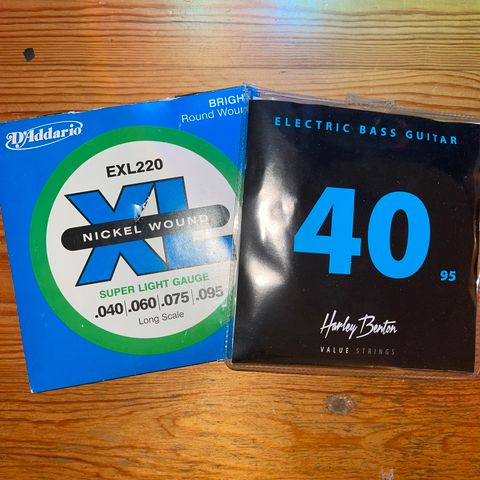 D'Addario
BRIGH
Round Woun
EXL220
XL
NICKEL WOUND
SUPER LIGHT GAUGE
.040|.060|.075|.095
Long Scale
ELECTRIC BASS GUITAR
40
95
Harley Benton
VALUE STRINGS